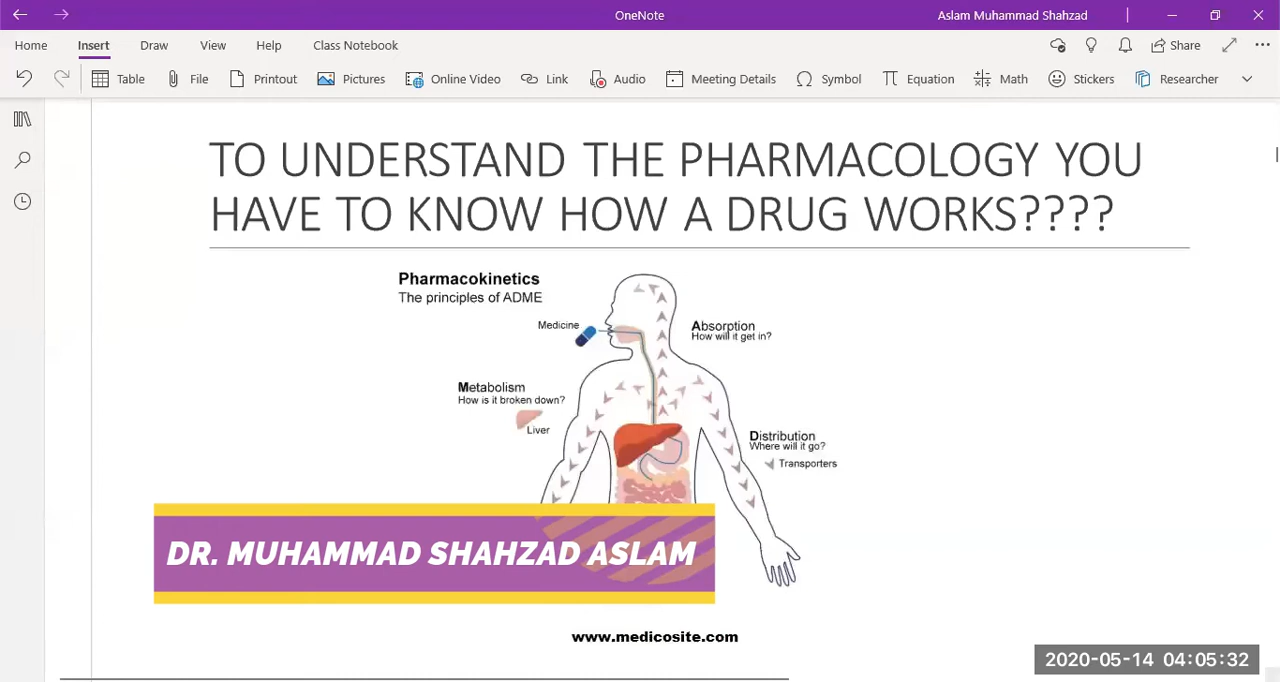 OneNote
Aslam Muhammad Shahzad
Home Insert Draw View Help Class Notebook
Share
Table File Printout Pictures Online Video Link Audio Meeting Details Symbol Equation Math Stickers Researcher
TO UNDERSTAND THE PHARMACOLOGY YOU
HAVE TO KNOW HOW A DRUG WORKS????
Pharmacokinetics
The principles of ADME
Medicine
Absorption
How will it get in?
Metabolism
How is it broken down?
Liver
Distribution
Where will it go?
Transporters
DR. MUHAMMAD SHAHZAD ASLAM
www.medicosite.com
2020-05-14 04:05:32